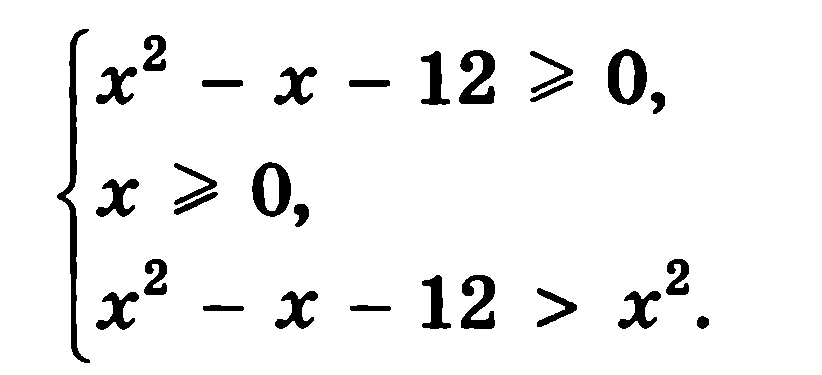 x² − x − 12 ⩾ 0,
x ⩾ 0,
x² − x − 12 > x².